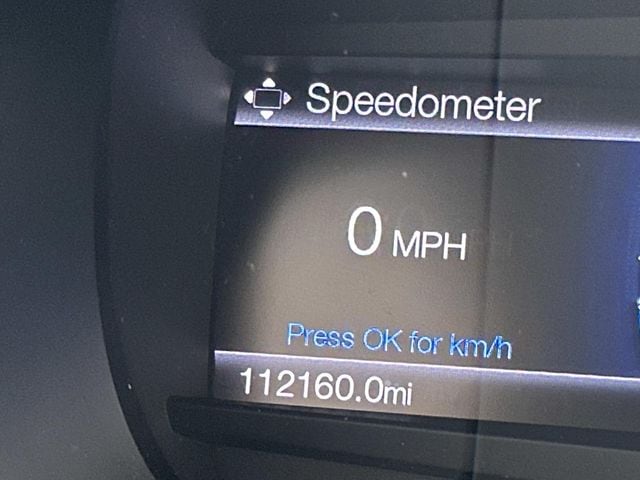 Speedometer
0 MPH
Press OK for km/h
112160.0mi